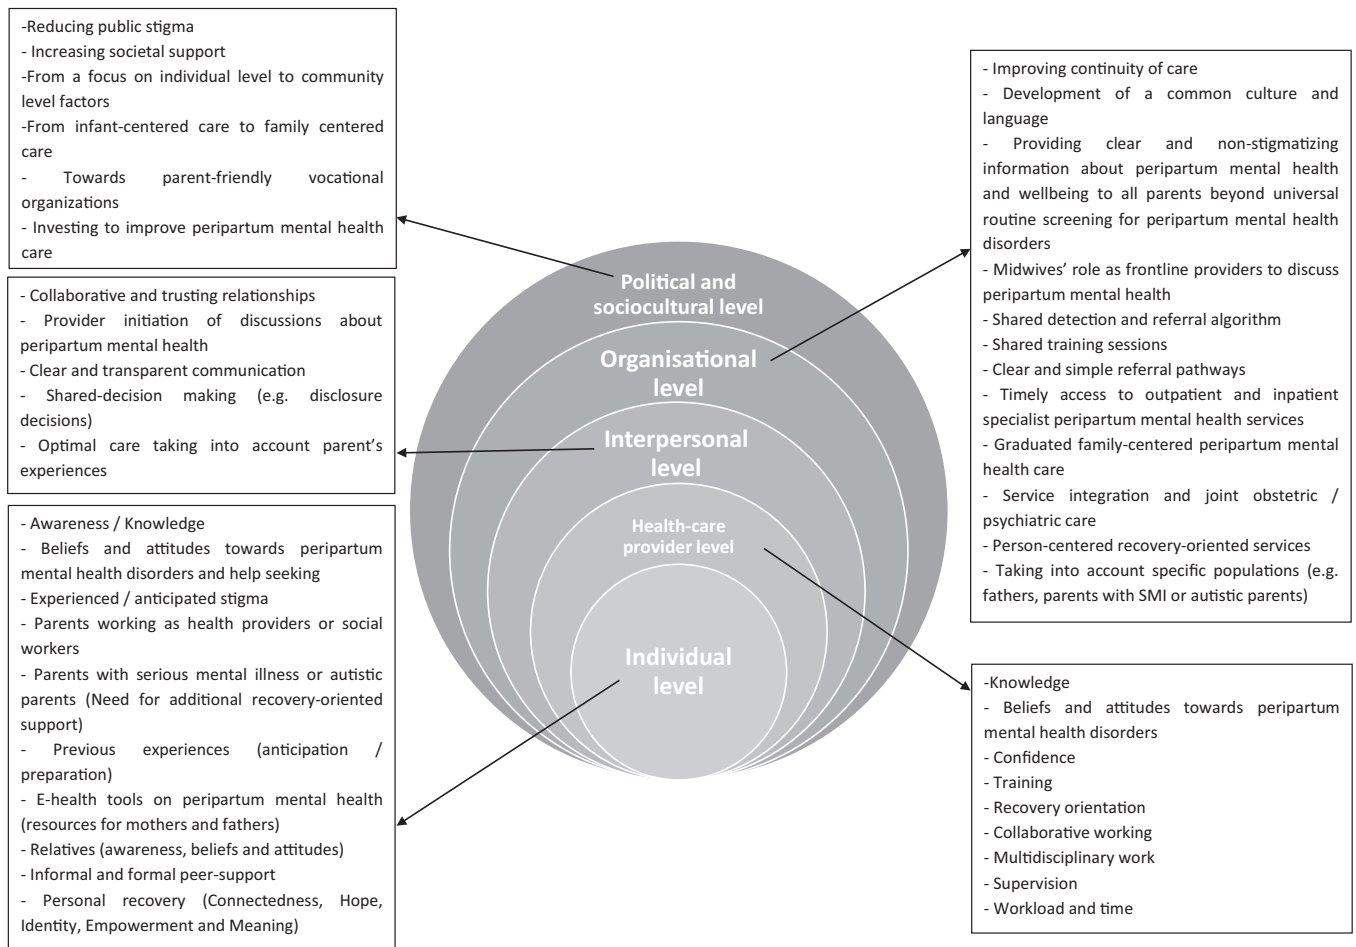 -Reducing public stigma
- Increasing societal support
-From a focus on individual level to community
level factors
-From infant-centered care to family centered
care
- Towards parent-friendly vocational
organizations
- Investing to improve peripartum mental health
care
- Collaborative and trusting relationships
- Provider initiation of discussions about
peripartum mental health
- Clear and transparent communication
- Shared-decision making (e.g. disclosure
decisions)
- Optimal care taking into account parent's
experiences
- Awareness / Knowledge
- Beliefs and attitudes towards peripartum
mental health disorders and help seeking
- Experienced / anticipated stigma
- Parents working as health providers or social
workers
- Parents with serious mental illness or autistic
parents (Need for additional recovery-oriented
support)
- Previous experiences (anticipation /
preparation)
- E-health tools on peripartum mental health
(resources for mothers and fathers)
- Relatives (awareness, beliefs and attitudes)
- Informal and formal peer-support
- Personal recovery (Connectedness, Hope,
Identity, Empowerment and Meaning)
Political and
sociocultural level
Organisational
level
Interpersonal
level
Health-care
provider level
Individual
level
- Improving continuity of care
- Development of a common culture and
language
- Providing clear and non-stigmatizing
information about peripartum mental health
and wellbeing to all parents beyond universal
routine screening for peripartum mental health
disorders
- Midwives' role as frontline providers to discuss
peripartum mental health
- Shared detection and referral algorithm
- Shared training sessions
- Clear and simple referral pathways
- Timely access to outpatient and inpatient
specialist peripartum mental health services
- Graduated family-centered peripartum mental
health care
- Service integration and joint obstetric /
psychiatric care
- Person-centered recovery-oriented services
- Taking into account specific populations (e.g.
fathers, parents with SMI or autistic parents)
-Knowledge
- Beliefs and attitudes towards peripartum
mental health disorders
- Confidence
- Training
- Recovery orientation
- Collaborative working
- Multidisciplinary work
- Supervision
- Workload and time